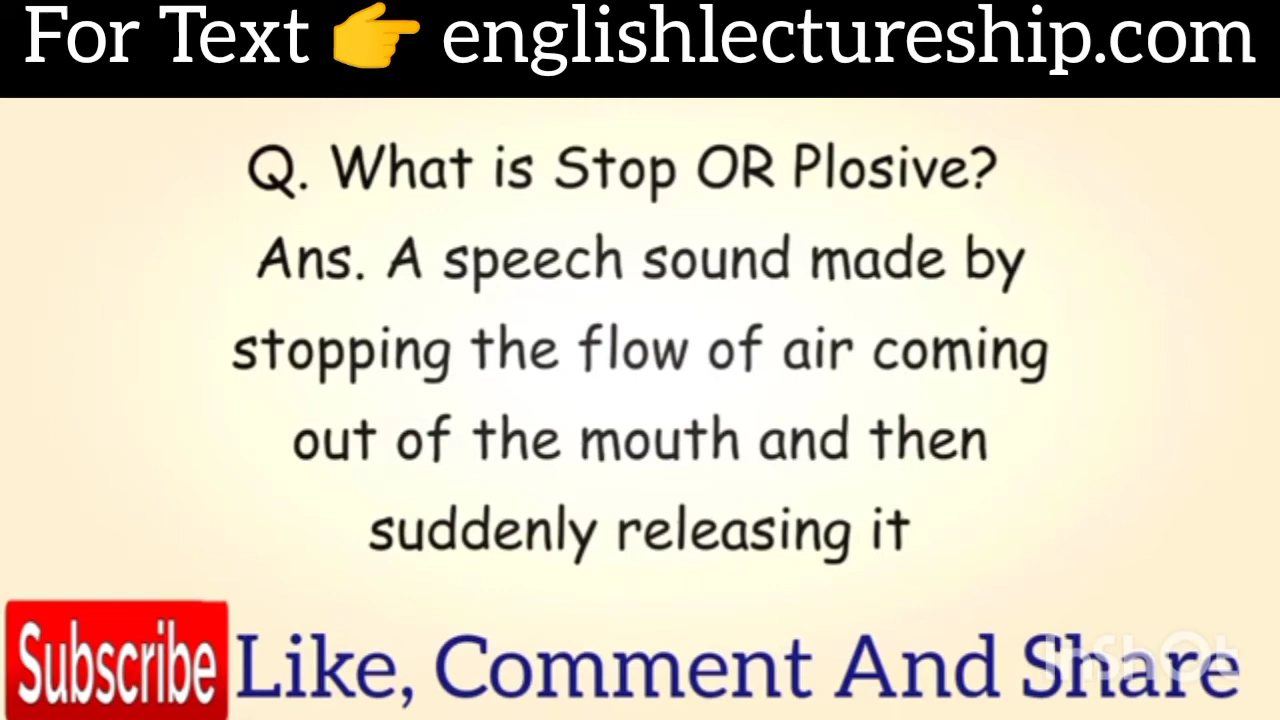 For Text 👉 englishlectureship.com
Q. What is Stop OR Plosive?
Ans. A speech sound made by
stopping the flow of air coming
out of the mouth and then
suddenly releasing it
Subscribe Like, Comment And Share
InShOt